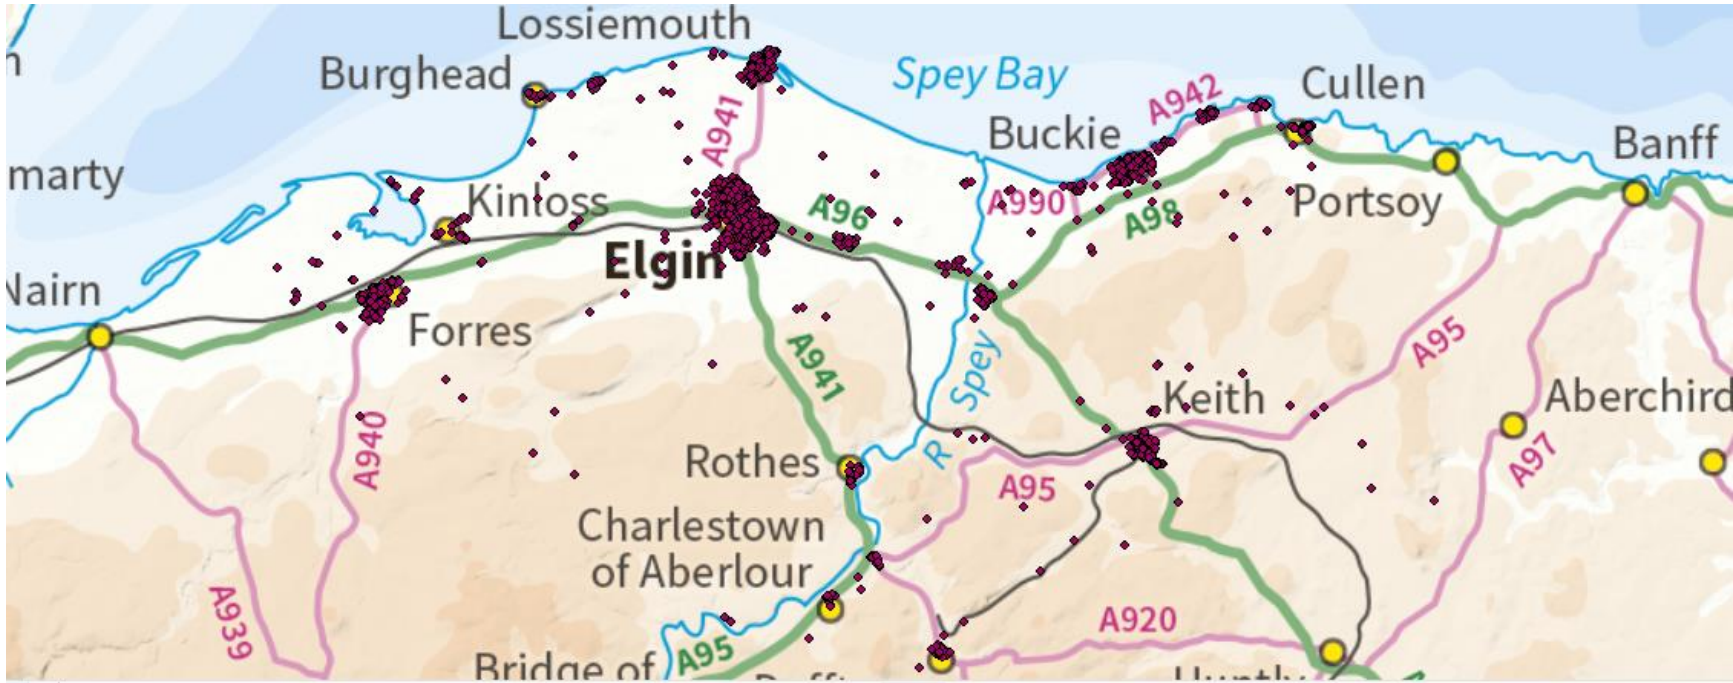 Lossiemouth
Burghead
Spey Bay
A942
Cullen
A941
Buckie
Banff
marty
Kinloss
A96
A990
A98
Portsoy
Elgin
Nairn
Forres
A941
Spey
A95
Keith
Aberchird
A940
Rothes
R
A95
A97
Charlestown
of Aberlour
A939
A920
A95
Bridge of
Huntly